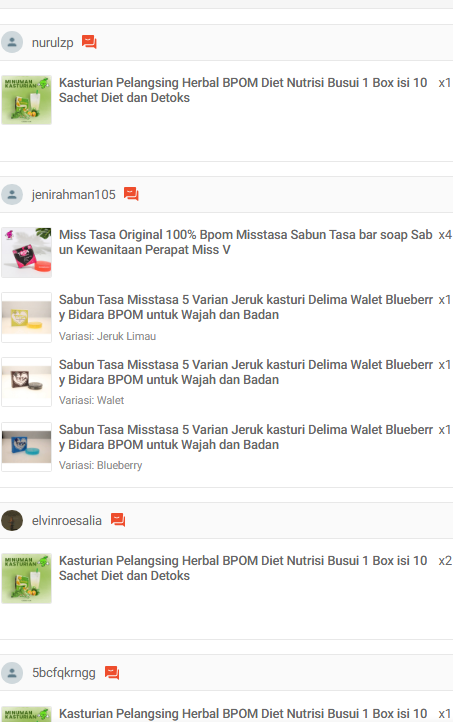 nurulzp
MINUMAN
KASTURIAN
Kasturian Pelangsing Herbal BPOM Diet Nutrisi Busui 1 Box isi 10 x1
Sachet Diet dan Detoks
jenirahman105
Miss Tasa Original 100% Bpom Misstasa Sabun Tasa bar soap Sab x4
un Kewanitaan Perapat Miss V
Sabun Tasa Misstasa 5 Varian Jeruk kasturi Delima Walet Blueberr x1
y Bidara BPOM untuk Wajah dan Badan
Variasi: Jeruk Limau
Sabun Tasa Misstasa 5 Varian Jeruk kasturi Delima Walet Blueberr x1
y Bidara BPOM untuk Wajah dan Badan
Variasi: Walet
Sabun Tasa Misstasa 5 Varian Jeruk kasturi Delima Walet Blueberr x1
y Bidara BPOM untuk Wajah dan Badan
Variasi: Blueberry
elvinroesalia
MINUMAN
KASTURIAN
Kasturian Pelangsing Herbal BPOM Diet Nutrisi Busui 1 Box isi 10 x2
Sachet Diet dan Detoks
5bcfqkrngg
MINUMAN
Kasturian Pelangsing Herbal BPOM Diet Nutrisi Busui 1 Box isi 10 x1